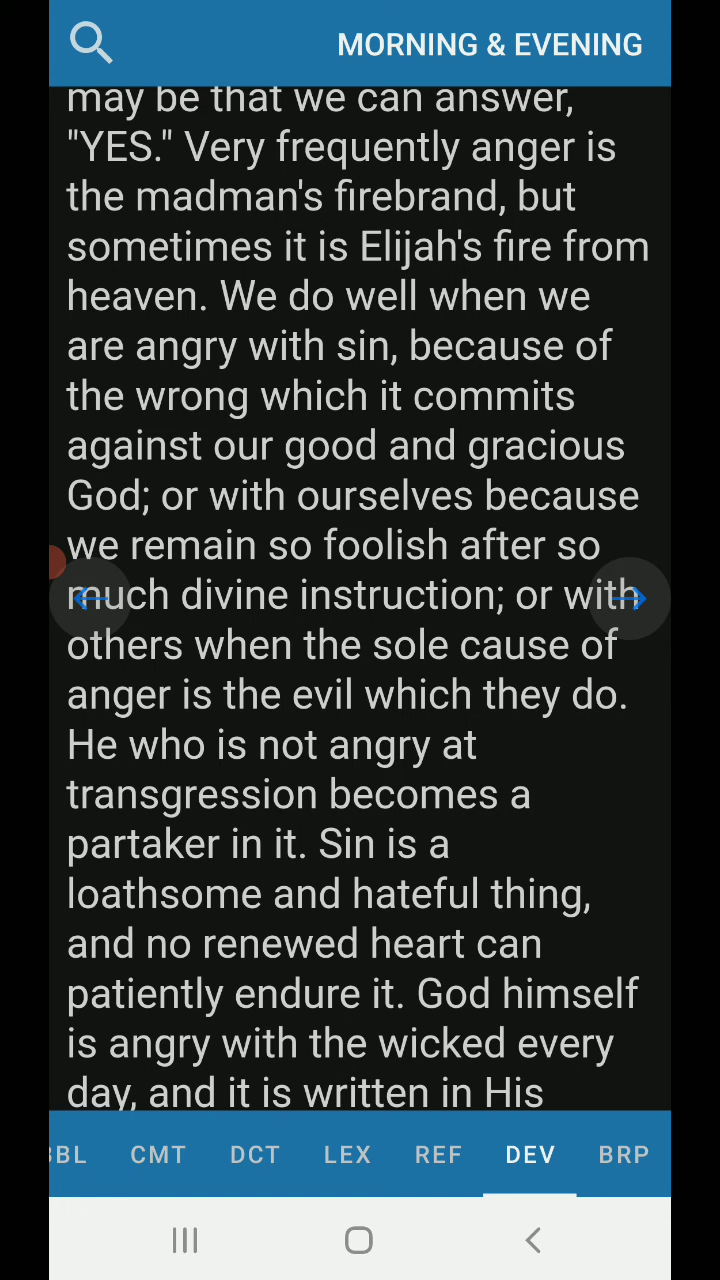 MORNING & EVENING
may be that we can answer,
"YES." Very frequently anger is
the madman's firebrand, but
sometimes it is Elijah's fire from
heaven. We do well when we
are angry with sin, because of
the wrong which it commits
against our good and gracious
God; or with ourselves because
we remain so foolish after so
much divine instruction; or with
others when the sole cause of
anger is the evil which they do.
He who is not angry at
transgression becomes a
partaker in it. Sin is a
loathsome and hateful thing,
and no renewed heart can
patiently endure it. God himself
is angry with the wicked every
day, and it is written in His
BBL CMT DCT LEX REF DEV BRP